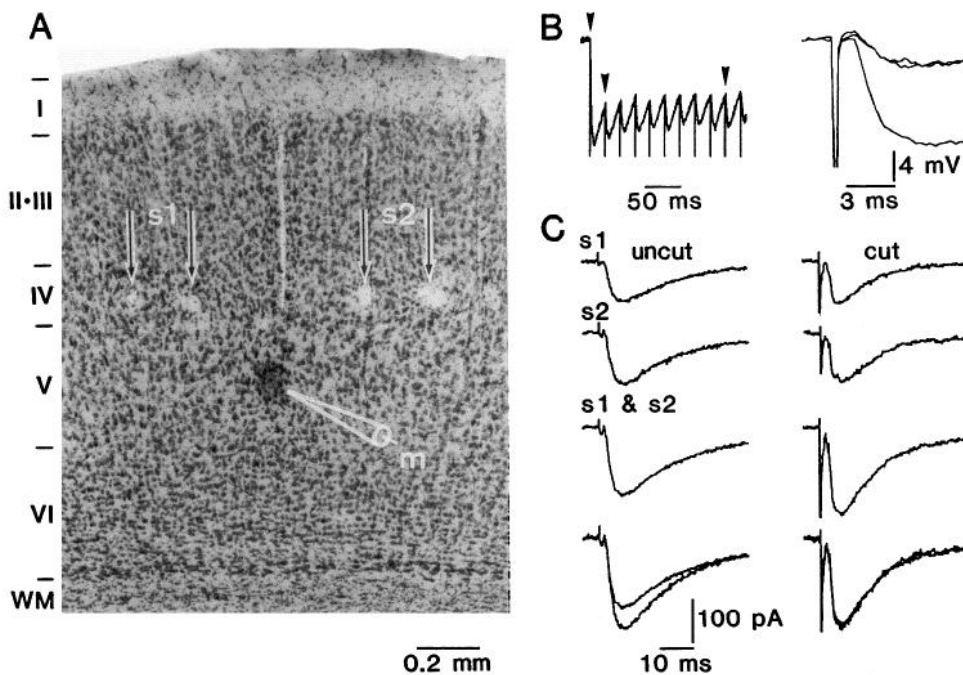 A
I
II·III
IV
V
VI
WM
s1
s2
m
0.2 mm
B
50 ms
4 mV
3 ms
C
s1
uncut
cut
s2
s1 & s2
100 pA
10 ms